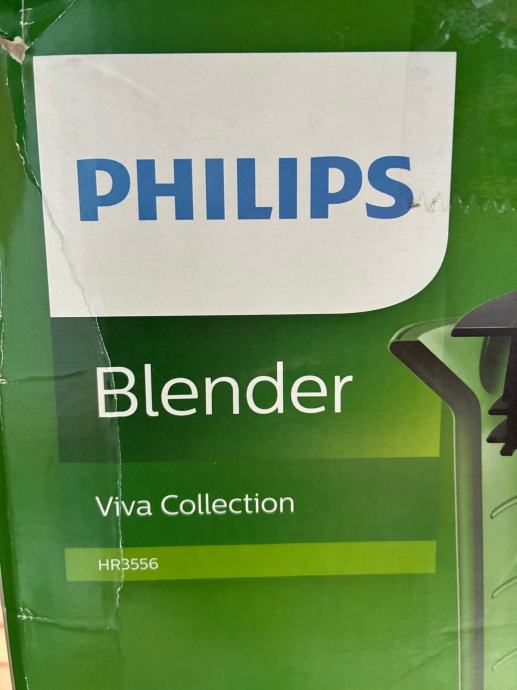 PHILIPS
Blender
Viva Collection
HR3556